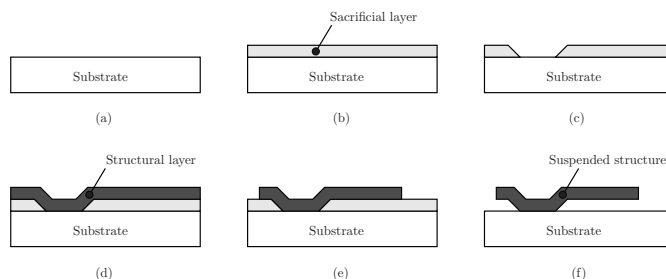 Sacrificial layer
Substrate
Substrate
Substrate
(a)
(b)
(c)
Structural layer
Suspended structure
Substrate
Substrate
Substrate
(d)
(e)
(f)